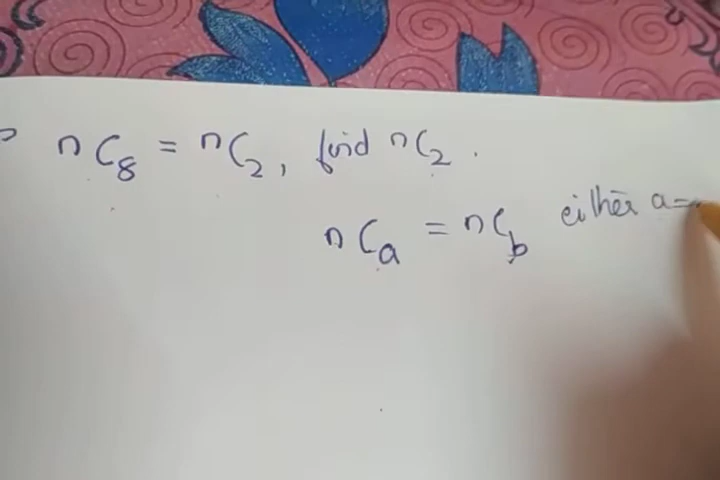 nC8 = nC2, find nC2.
nCa = nCb either a=